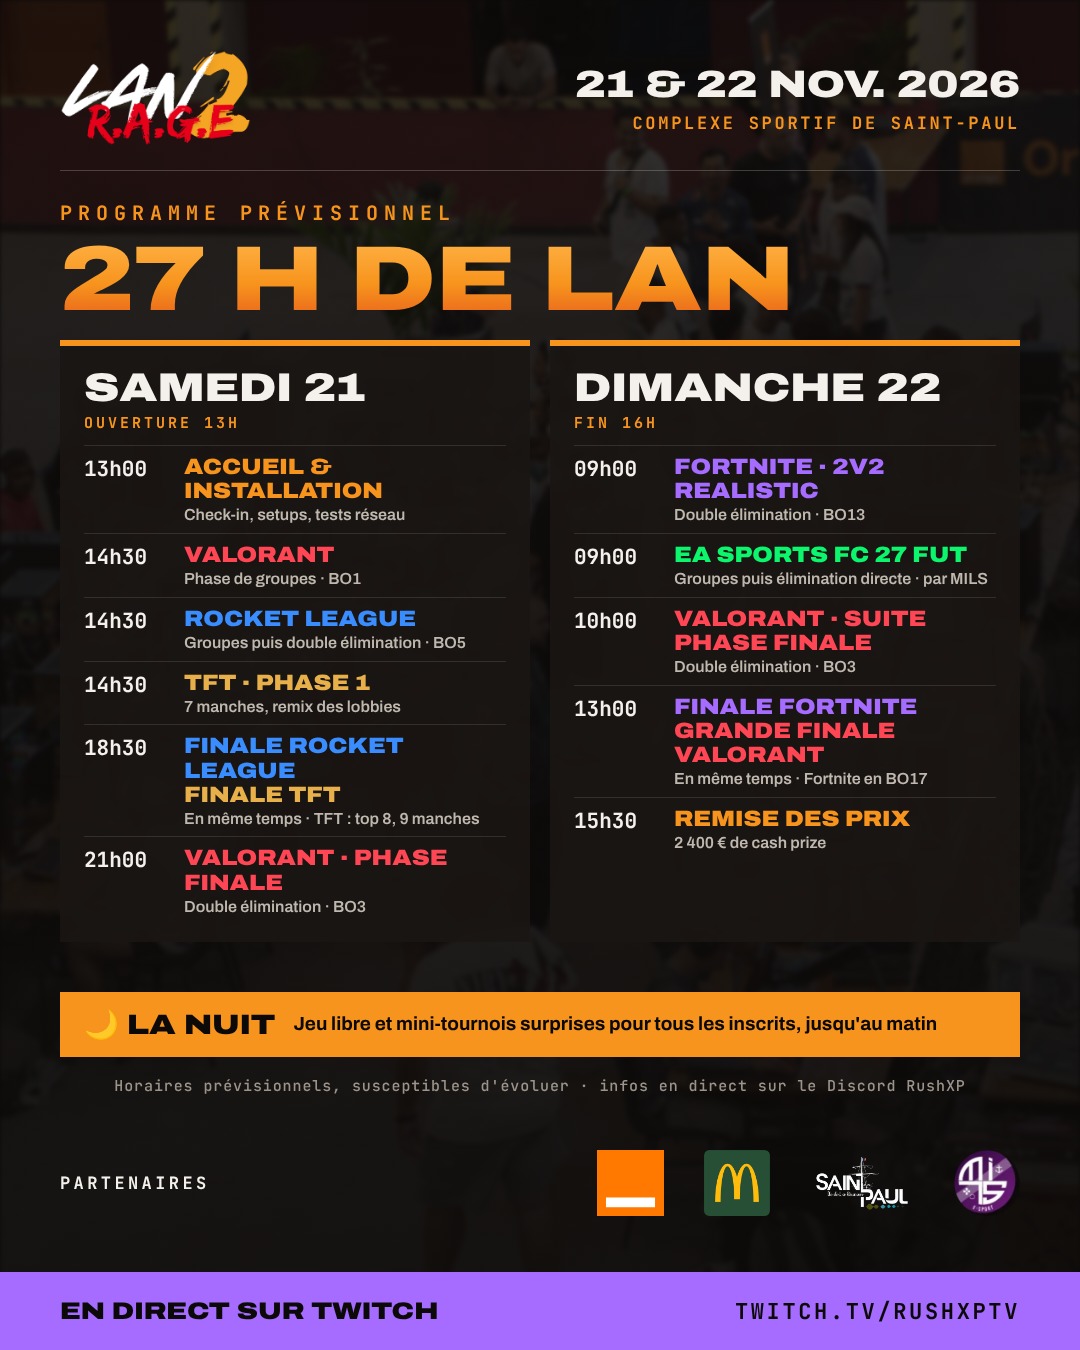 LAN 2
R.A.G.E
21 & 22 NOV. 2026
COMPLEXE SPORTIF DE SAINT-PAUL
Or
PROGRAMME PRÉVISIONNEL
27 H DE LAN
SAMEDI 21
OUVERTURE 13H
13h00 ACCUEIL &
INSTALLATION
Check-in, setups, tests réseau
14h30 VALORANT
Phase de groupes · BO1
14h30 ROCKET LEAGUE
Groupes puis double élimination · BO5
14h30 TFT · PHASE 1
7 manches, remix des lobbies
18h30 FINALE ROCKET
LEAGUE
FINALE TFT
En même temps · TFT : top 8, 9 manches
21h00 VALORANT · PHASE
FINALE
Double élimination · BO3
DIMANCHE 22
FIN 16H
09h00 FORTNITE · 2V2
REALISTIC
Double élimination · BO13
09h00 EA SPORTS FC 27 FUT
Groupes puis élimination directe · par MILS
10h00 VALORANT · SUITE
PHASE FINALE
Double élimination · BO3
13h00 FINALE FORTNITE
GRANDE FINALE
VALORANT
En même temps · Fortnite en BO17
15h30 REMISE DES PRIX
2 400 € de cash prize
🌙 LA NUIT Jeu libre et mini-tournois surprises pour tous les inscrits, jusqu'au matin
Horaires prévisionnels, susceptibles d'évoluer · infos en direct sur le Discord RushXP
PARTENAIRES
SAINT
PAUL
EN DIRECT SUR TWITCH
TWITCH.TV/RUSHXPTV